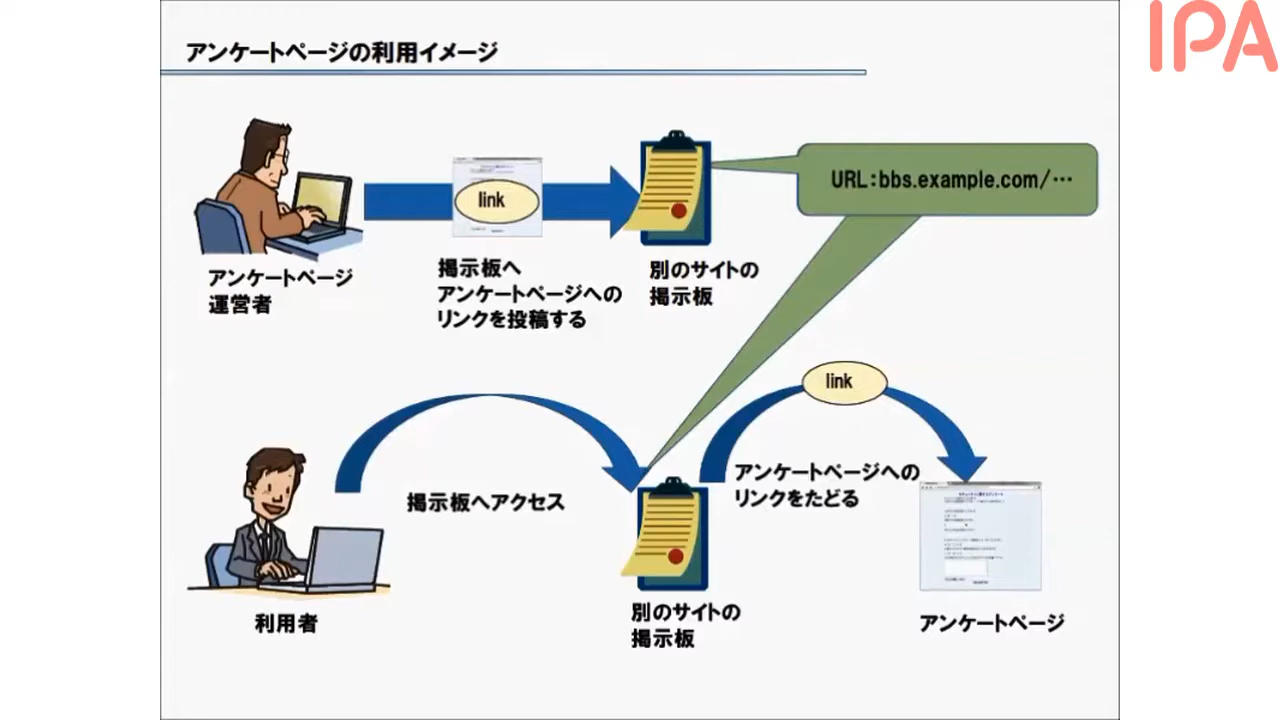 IPA
アンケートページの利用イメージ
link
URL:bbs.example.com/…
アンケートページ
運営者
掲示板へ
アンケートページへの
リンクを投稿する
別のサイトの
掲示板
link
掲示板へアクセス
アンケートページへの
リンクをたどる
利用者
別のサイトの
掲示板
アンケートページ